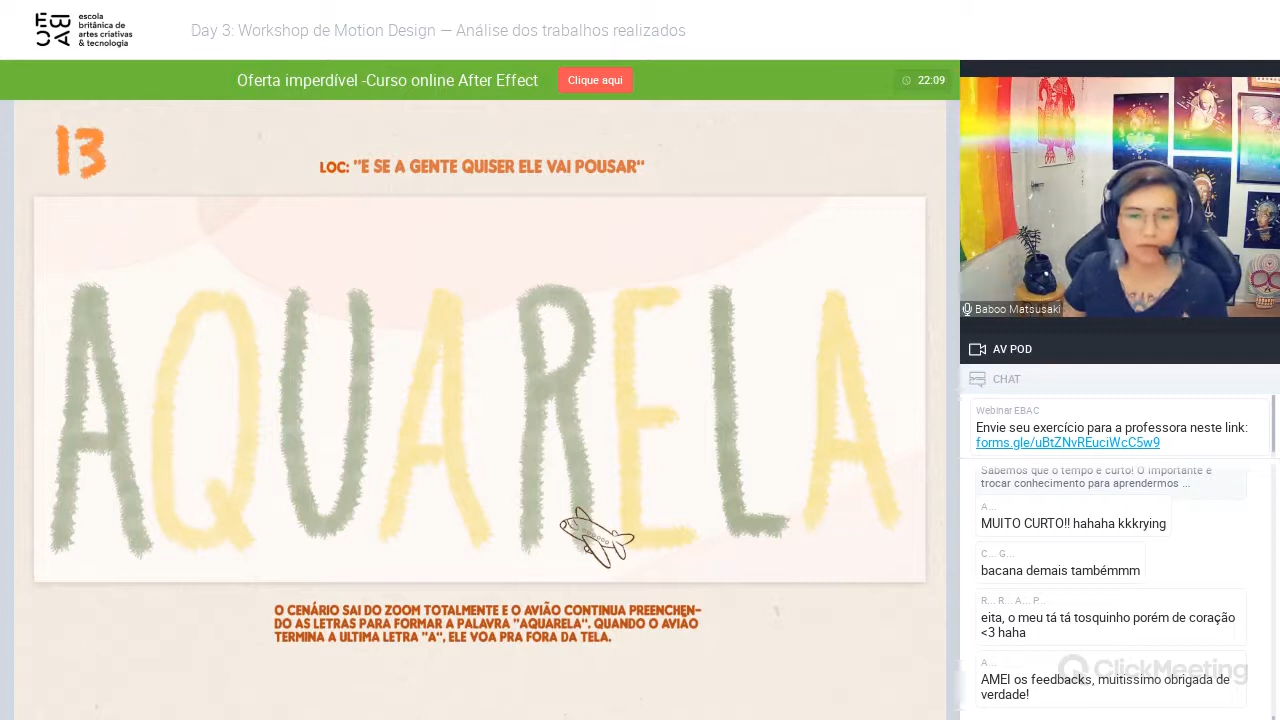 EBAC
escola
britânica de
artes criativas
& tecnologia
Day 3: Workshop de Motion Design — Análise dos trabalhos realizados
Oferta imperdível -Curso online After Effect
Clique aqui
22:09
13
LOC: "E SE A GENTE QUISER ELE VAI POUSAR"
AQUARELA
O CENÁRIO SAI DO ZOOM TOTALMENTE E O AVIÃO CONTINUA PREENCHEN-
DO AS LETRAS PARA FORMAR A PALAVRA "AQUARELA". QUANDO O AVIÃO
TERMINA A ULTIMA LETRA "A", ELE VOA PRA FORA DA TELA.
Baboo Matsusaki
AV POD
CHAT
Webinar EBAC
Envie seu exercício para a professora neste link:
forms.gle/uBtZNvREuciWcC5w9
Sabemos que o tempo é curto! O importante é
trocar conhecimento para aprendermos ...
A...
MUITO CURTO!! hahaha kkkrying
C... G...
bacana demais tambémmm
R... R... A... P...
eita, o meu tá tá tosquinho porém de coração
<3 haha
A...
AMEI os feedbacks, muitissimo obrigada de
verdade!
ClickMeeting